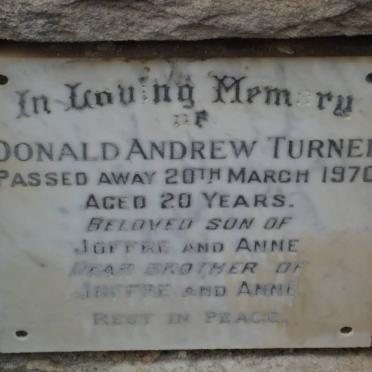 In Loving Memory
of
DONALD ANDREW TURNER
PASSED AWAY 20TH MARCH 1970
AGED 20 YEARS.
BELOVED SON OF
JOFFRE AND ANNE
DEAR BROTHER OF
JOFFRE AND ANNE
REST IN PEACE.